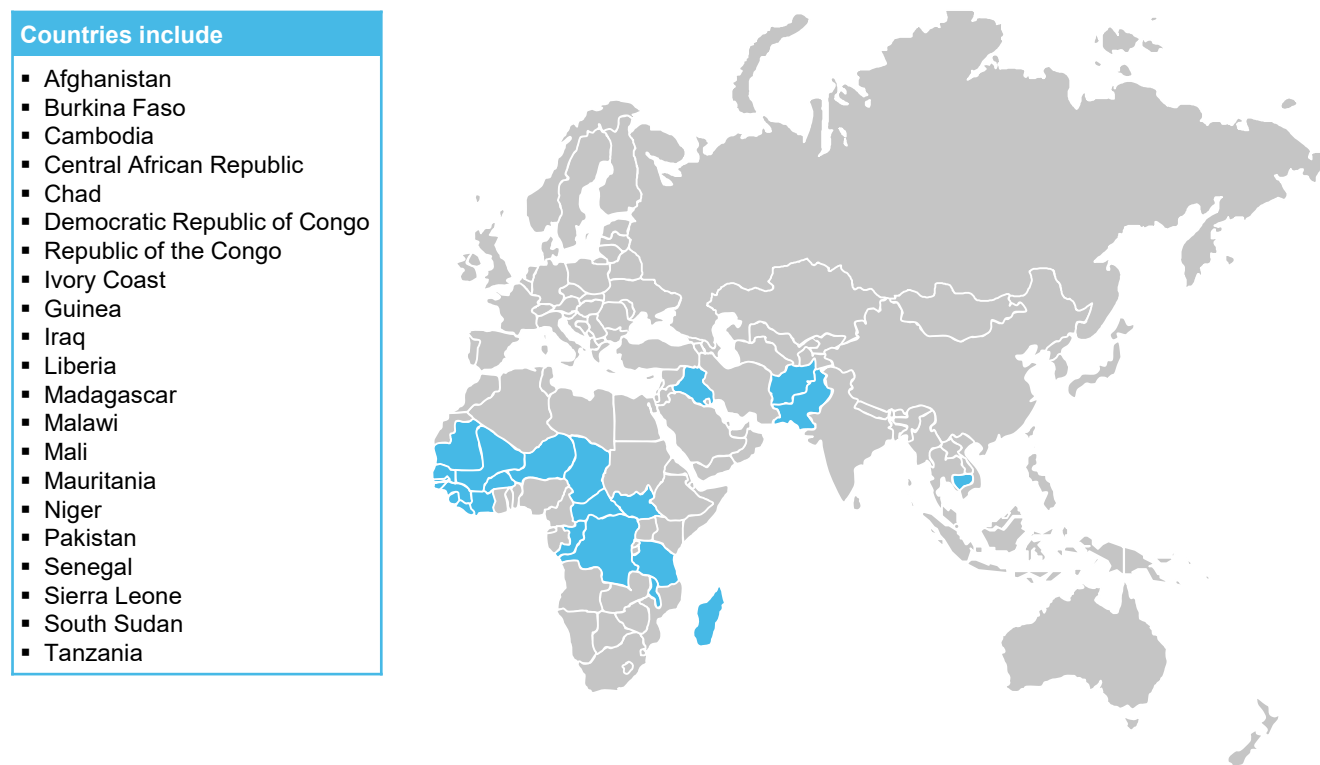 Countries include
▪ Afghanistan
▪ Burkina Faso
▪ Cambodia
▪ Central African Republic
▪ Chad
▪ Democratic Republic of Congo
▪ Republic of the Congo
▪ Ivory Coast
▪ Guinea
▪ Iraq
▪ Liberia
▪ Madagascar
▪ Malawi
▪ Mali
▪ Mauritania
▪ Niger
▪ Pakistan
▪ Senegal
▪ Sierra Leone
▪ South Sudan
▪ Tanzania